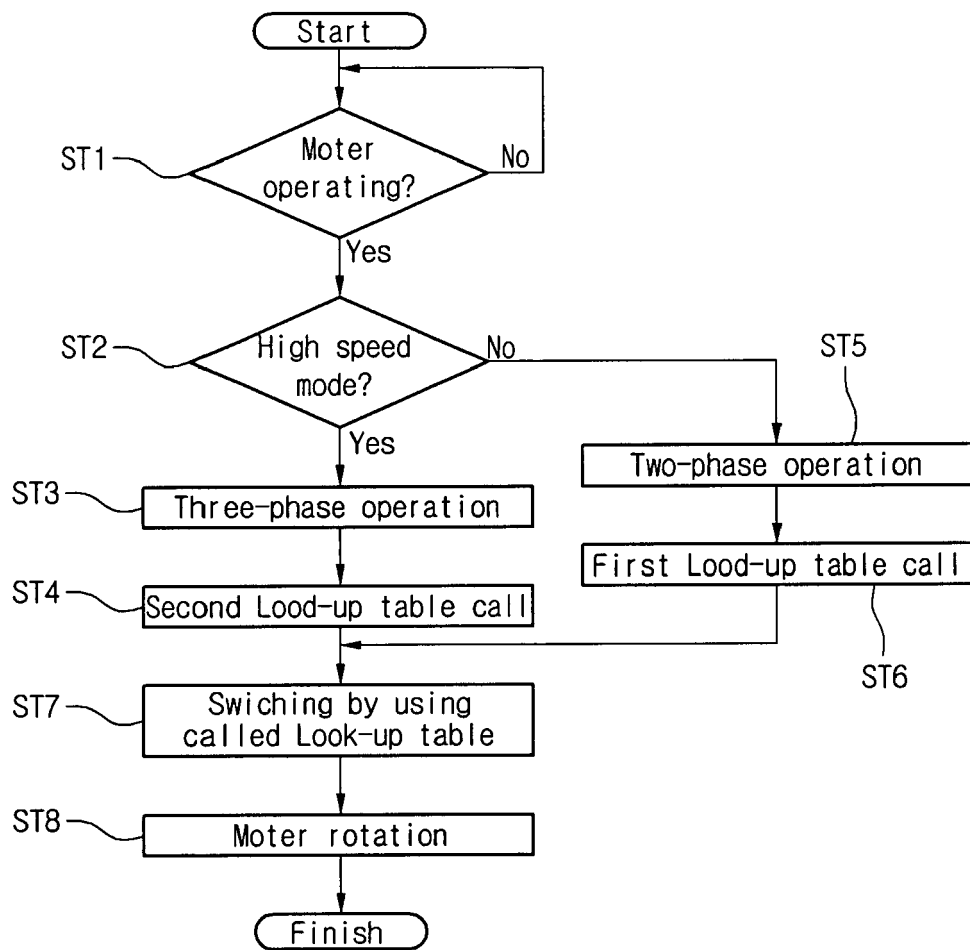 Start
ST1
Moter
operating?
No
Yes
ST2
High speed
mode?
No
Yes
ST5
Two-phase operation
ST3
Three-phase operation
First Lood-up table call
ST4
Second Lood-up table call
ST6
ST7
Swiching by using
called Look-up table
ST8
Moter rotation
Finish